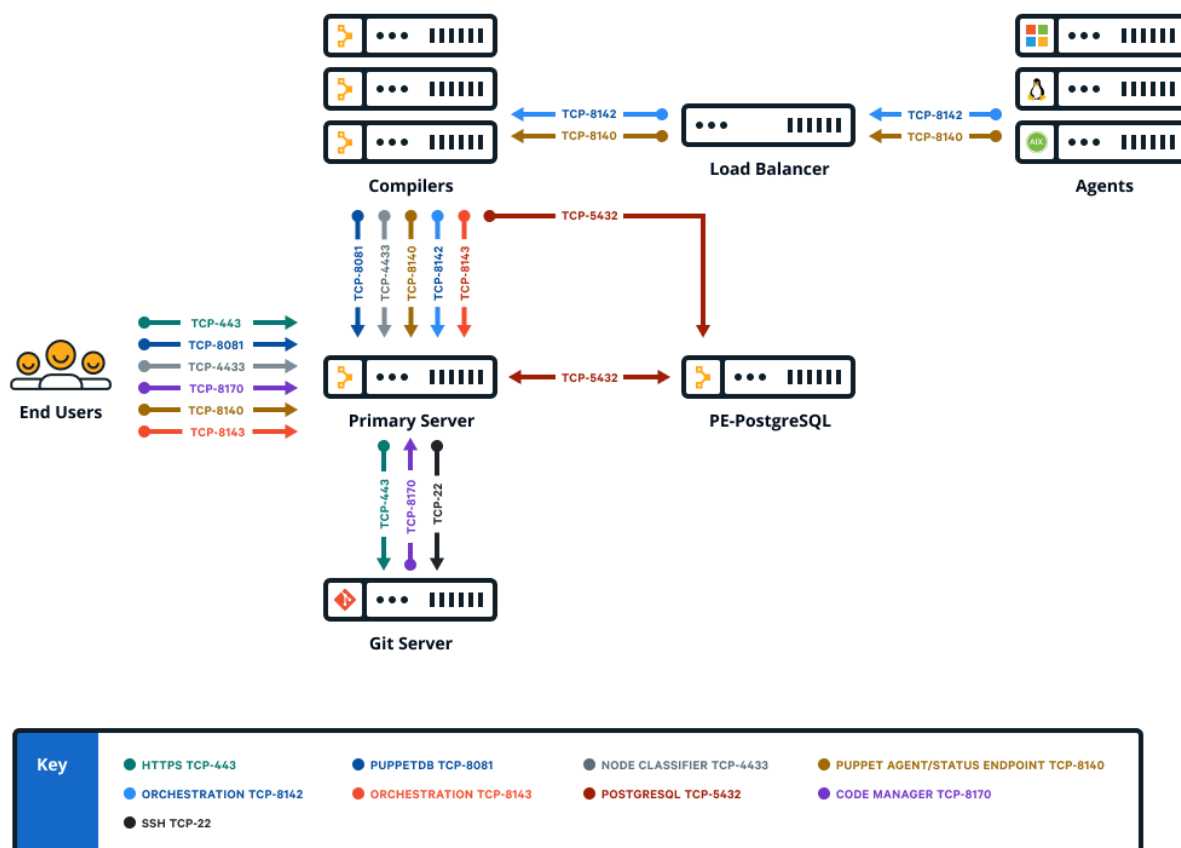 TCP-8142
TCP-8140
TCP-8142
TCP-8140
AIX
Compilers
Load Balancer
Agents
TCP-5432
TCP-8081
TCP-4433
TCP-8140
TCP-8142
TCP-8143
TCP-443
TCP-8081
TCP-4433
TCP-8170
TCP-8140
TCP-8143
End Users
TCP-5432
Primary Server
PE-PostgreSQL
TCP-443
TCP-8170
TCP-22
Git Server
Key
HTTPS TCP-443
PUPPETDB TCP-8081
NODE CLASSIFIER TCP-4433
PUPPET AGENT/STATUS ENDPOINT TCP-8140
ORCHESTRATION TCP-8142
ORCHESTRATION TCP-8143
POSTGRESQL TCP-5432
CODE MANAGER TCP-8170
SSH TCP-22